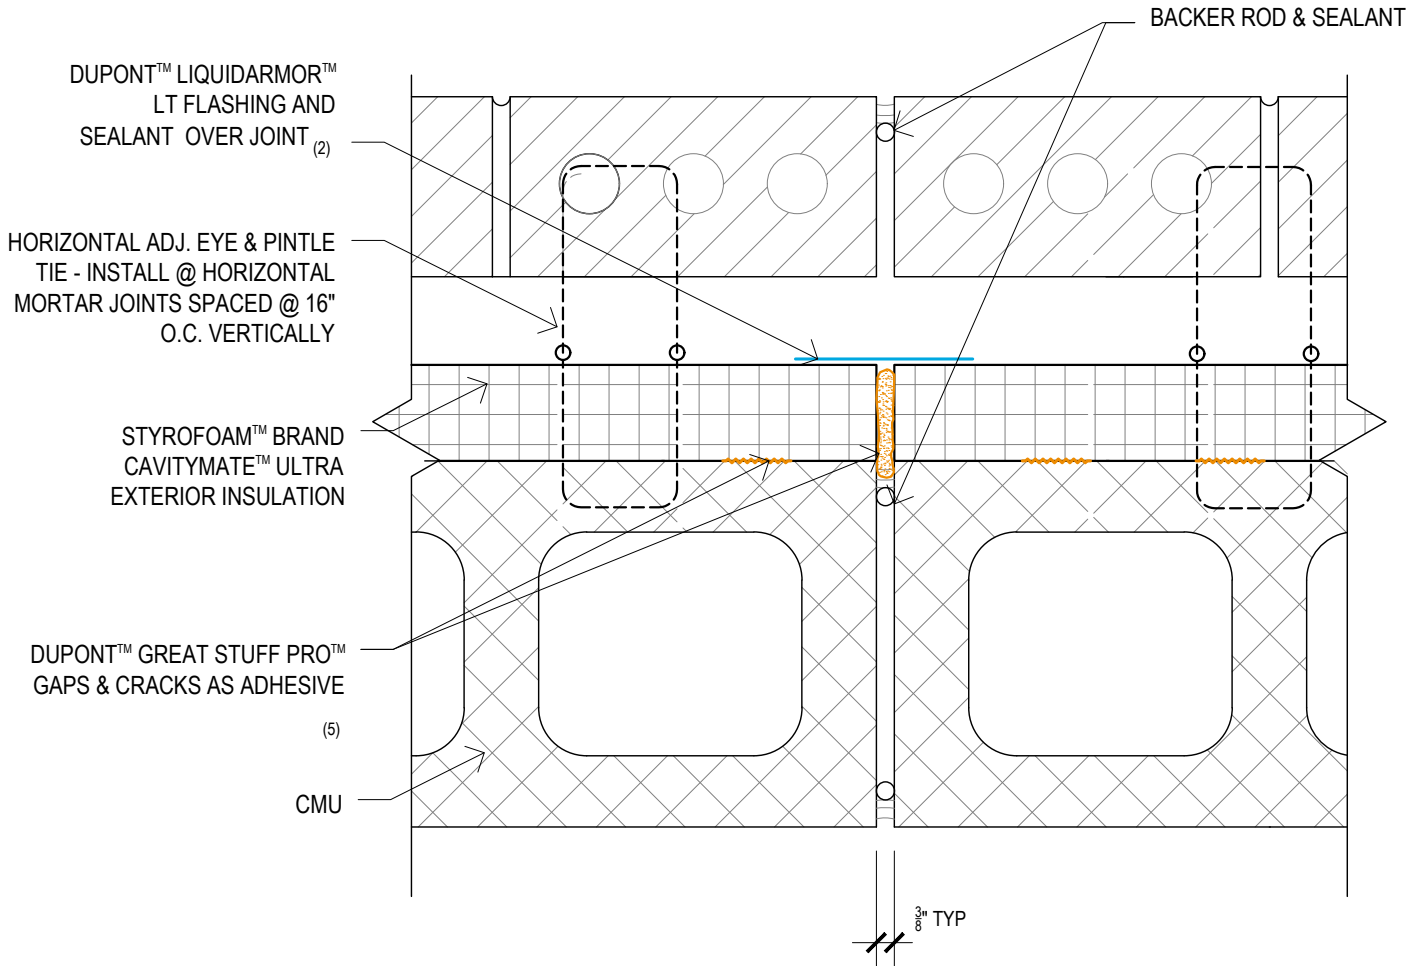 BACKER ROD & SEALANT
DUPONT™ LIQUIDARMOR™
LT FLASHING AND
SEALANT OVER JOINT (2)
HORIZONTAL ADJ. EYE & PINTLE
TIE - INSTALL @ HORIZONTAL
MORTAR JOINTS SPACED @ 16"
O.C. VERTICALLY
STYROFOAM™ BRAND
CAVITYMATE™ ULTRA
EXTERIOR INSULATION
DUPONT™ GREAT STUFF PRO™
GAPS & CRACKS AS ADHESIVE
(5)
CMU
3/8" TYP